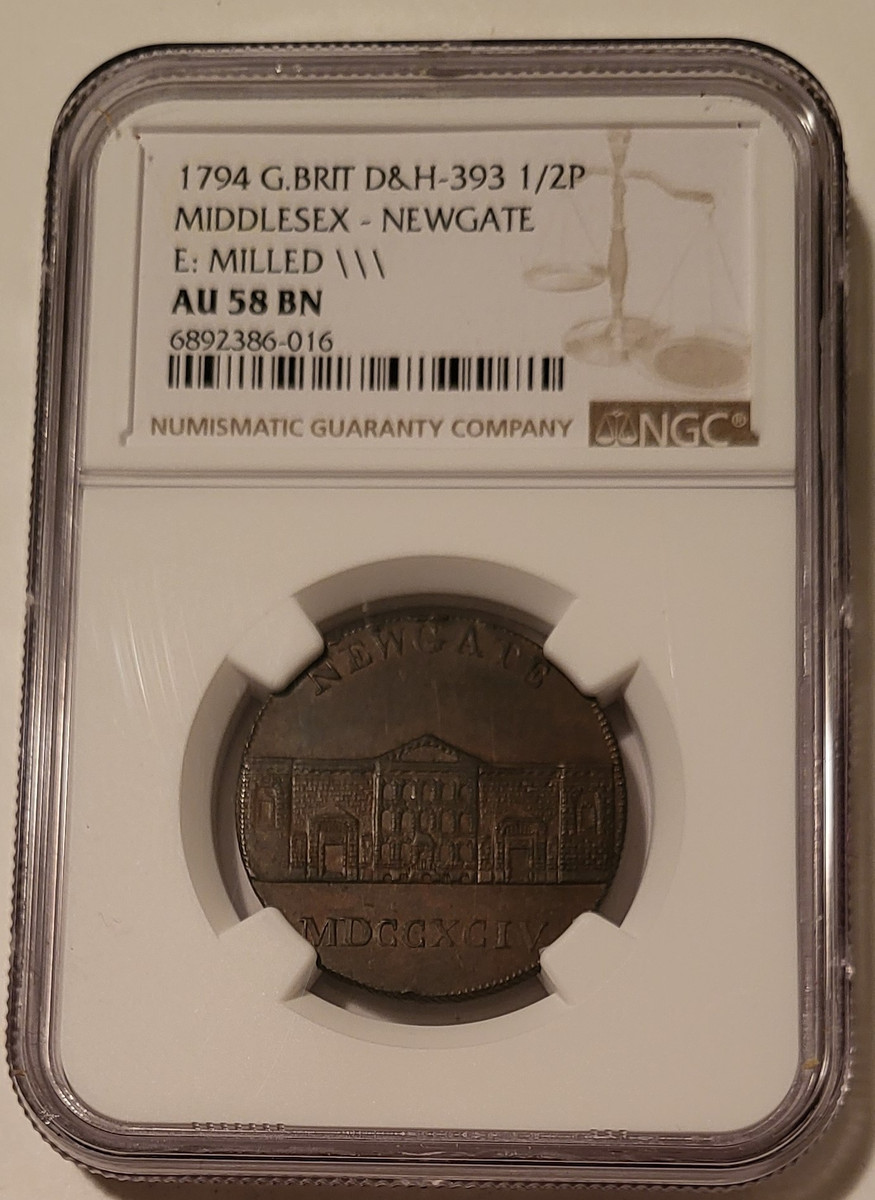 1794 G.BRIT D&H-393 1/2P
MIDDLESEX - NEWGATE
E: MILLED \\\
AU 58 BN
6892386-016
NUMISMATIC GUARANTY COMPANY NGC®
NEWGATE
MDCCXCIV